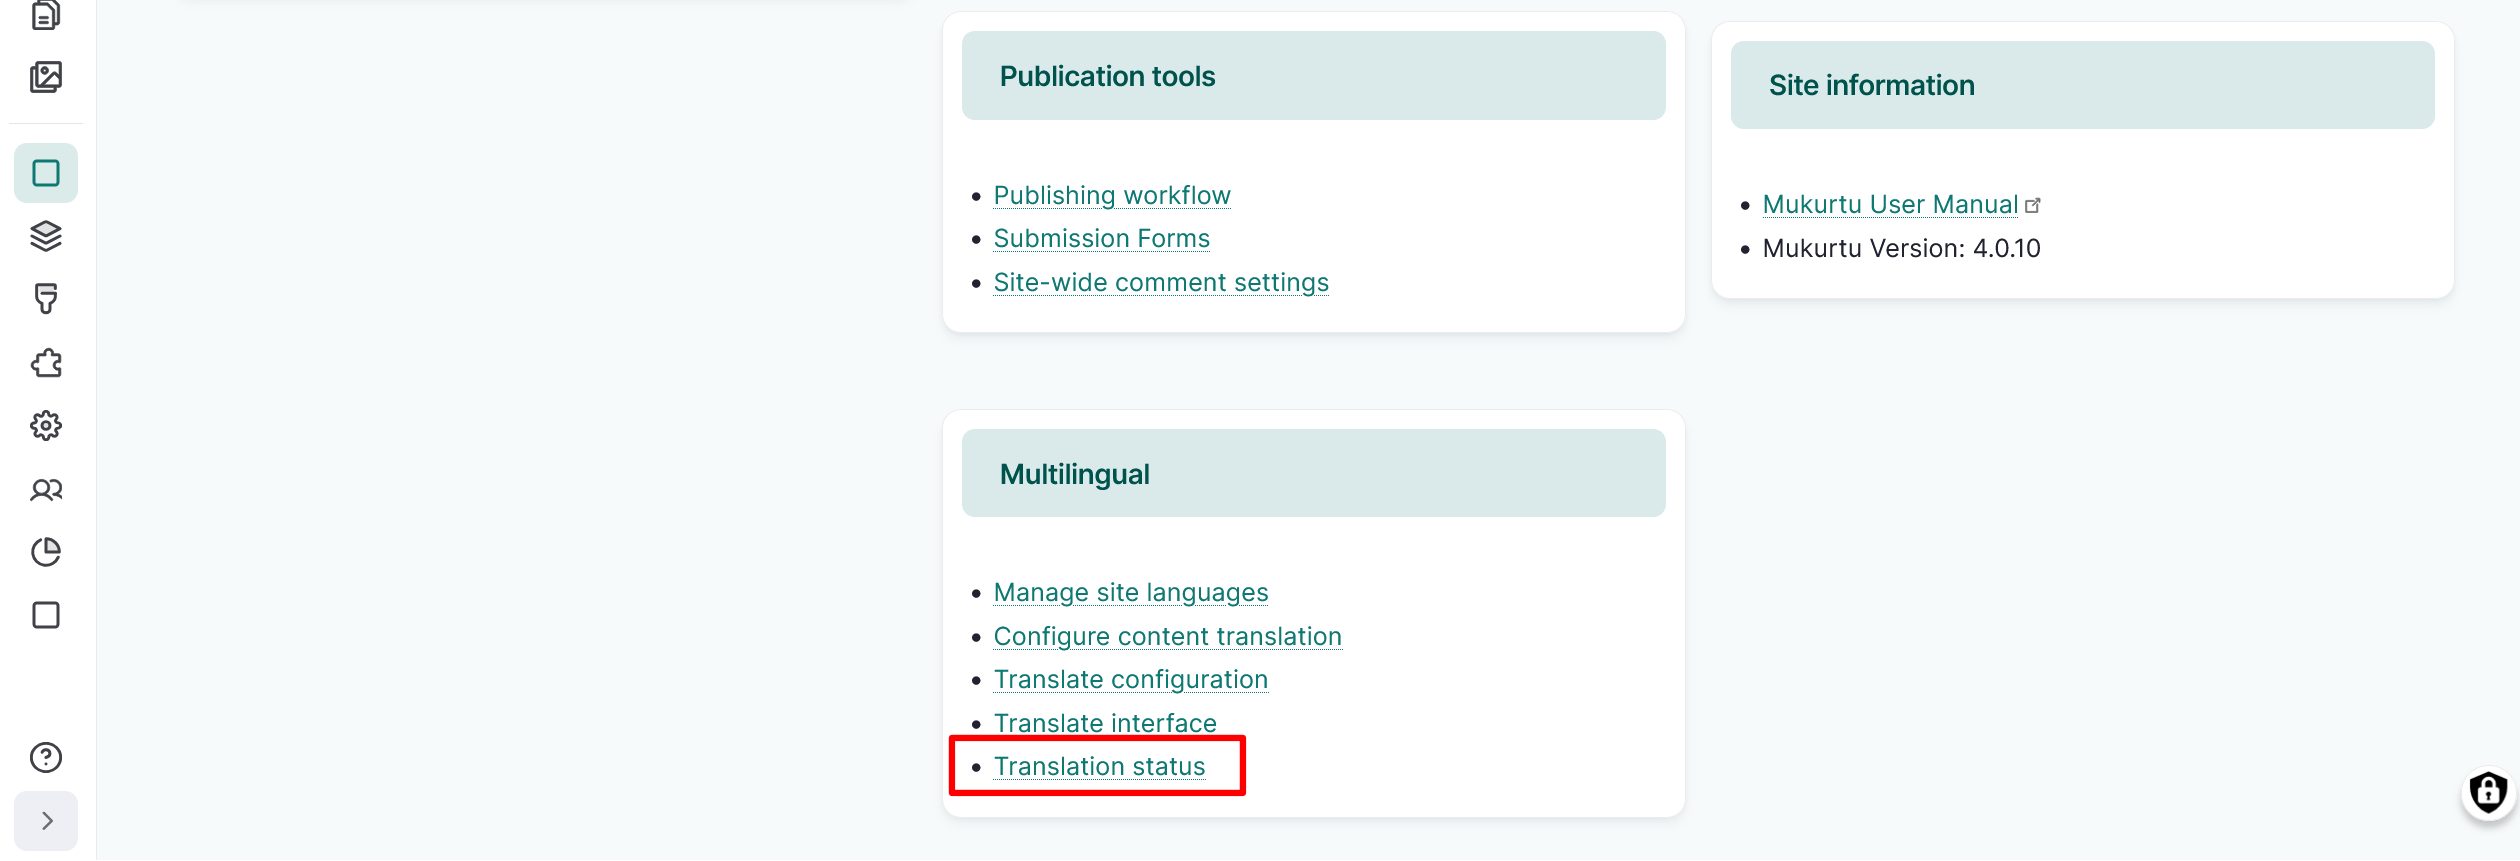 Publication tools
Publishing workflow
Submission Forms
Site-wide comment settings
Site information
Mukurtu User Manual
Mukurtu Version: 4.0.10
Multilingual
Manage site languages
Configure content translation
Translate configuration
Translate interface
Translation status